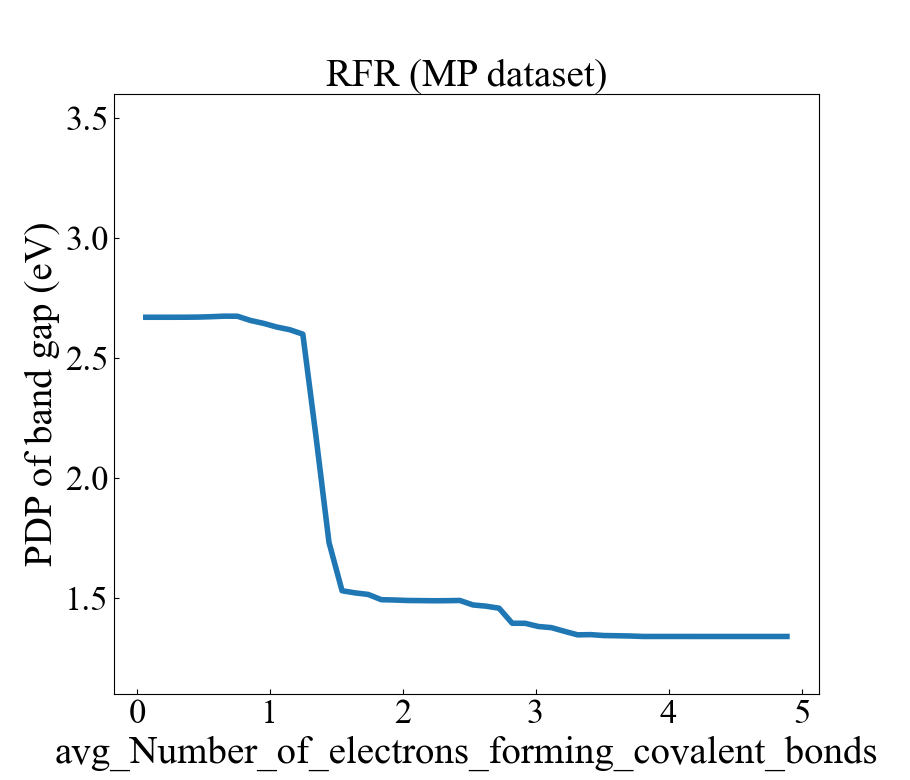 RFR (MP dataset)
3.5
3.0
2.5
2.0
1.5
PDP of band gap (eV)
0 1 2 3 4 5
avg_Number_of_electrons_forming_covalent_bonds